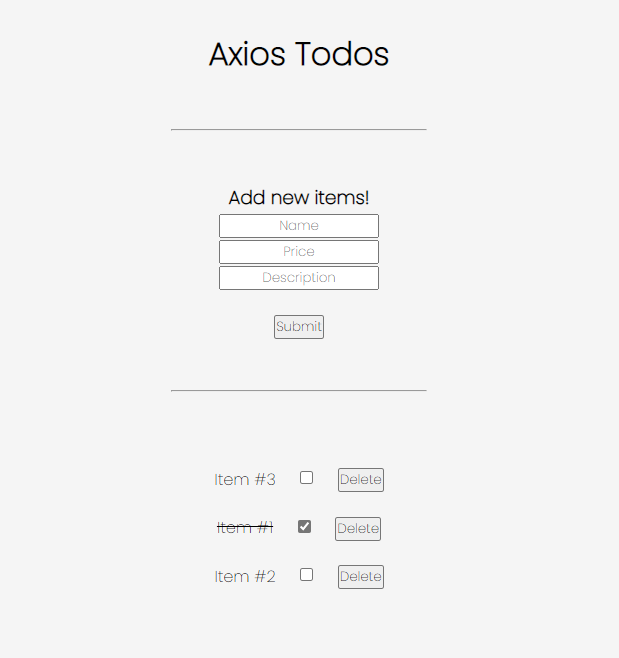 Axios Todos
Add new items!
Name
Price
Description
Submit
Item #3 Delete
Item #1 Delete
Item #2 Delete